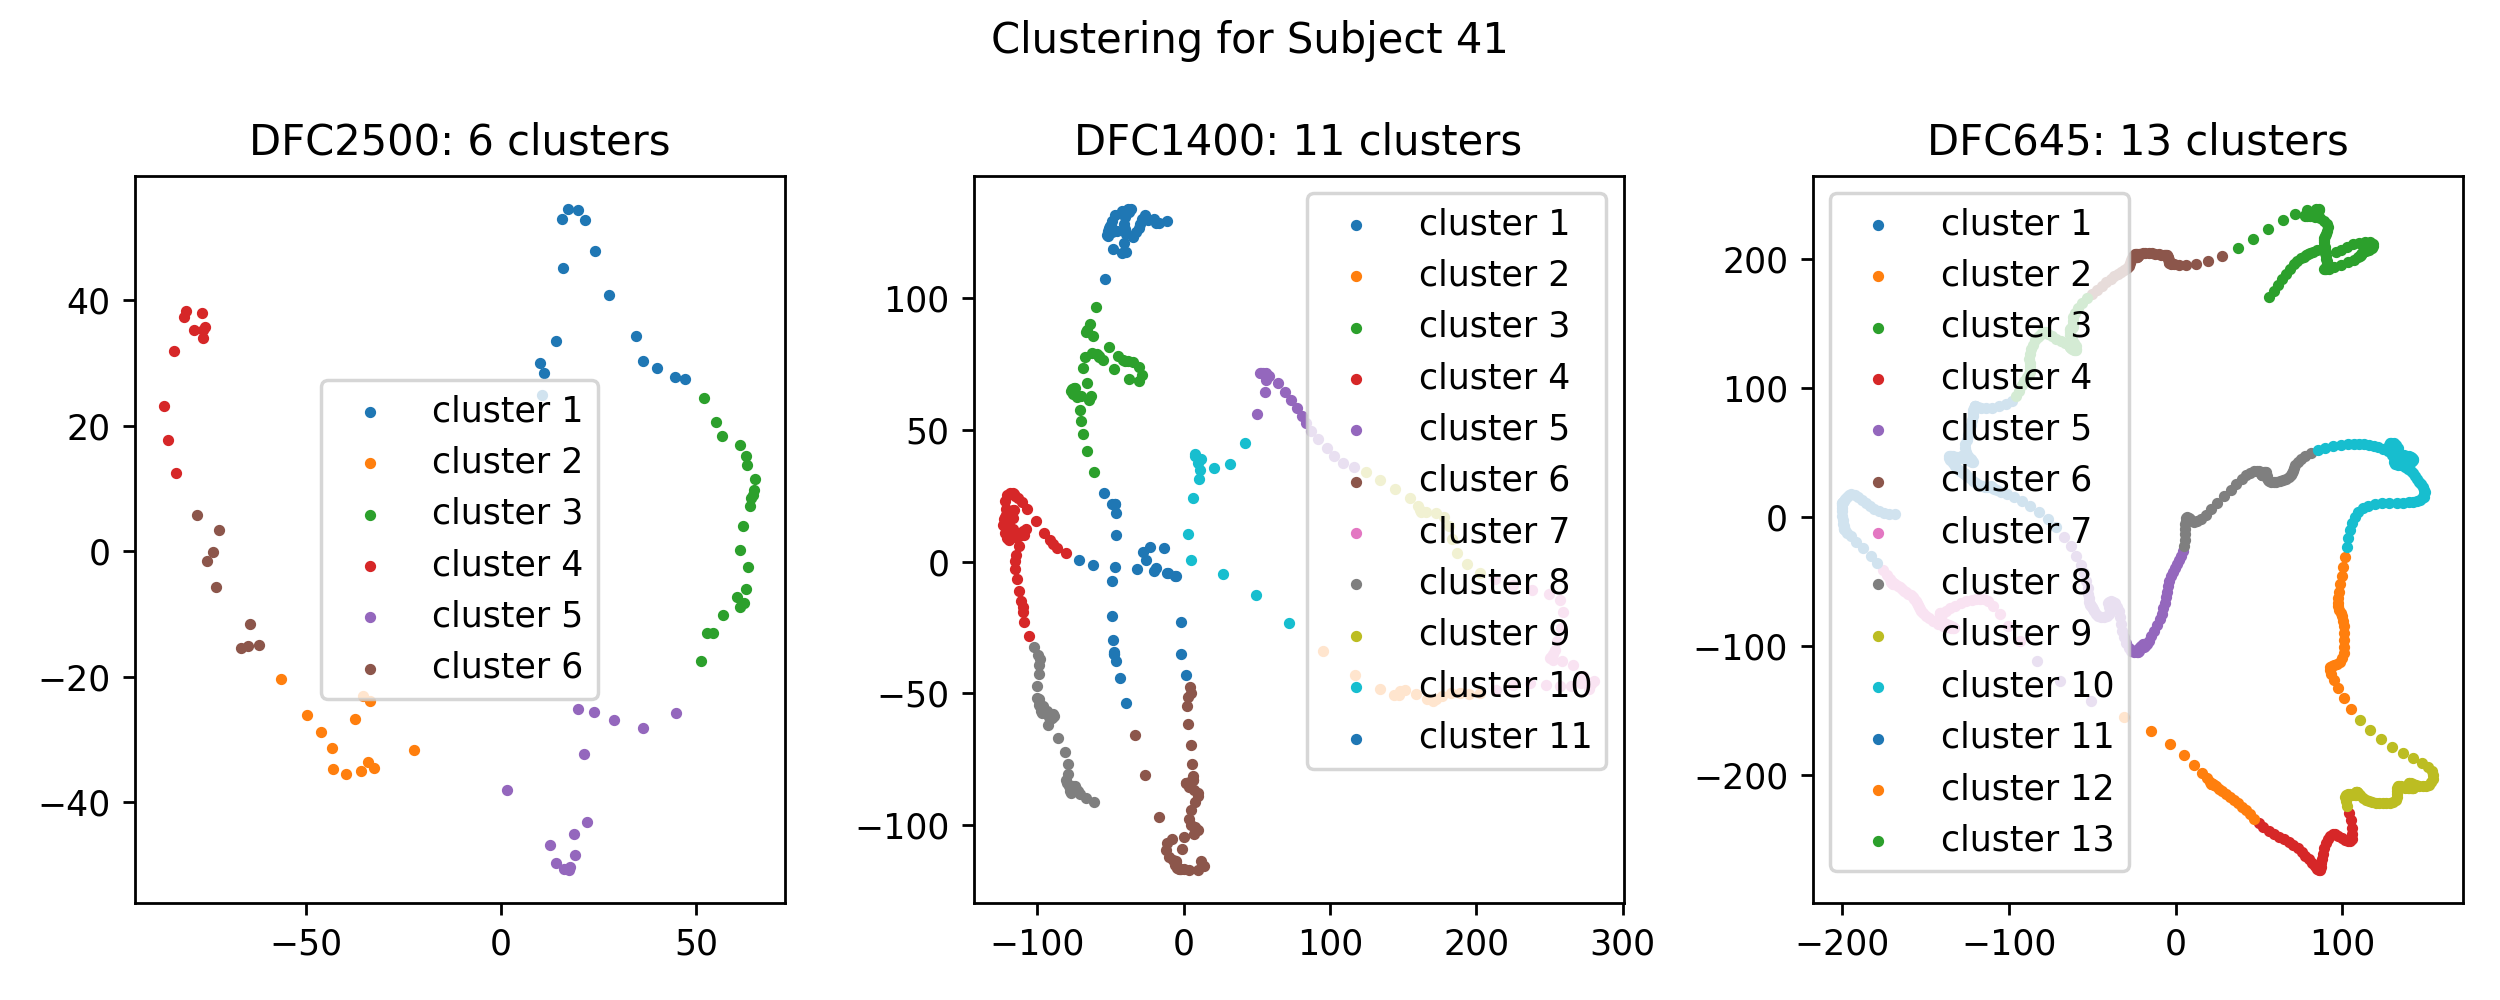 Clustering for Subject 41
DFC2500: 6 clusters
40
20
0
−20
−40
−50
0
50
cluster 1
cluster 2
cluster 3
cluster 4
cluster 5
cluster 6
DFC1400: 11 clusters
100
50
0
−50
−100
−100
0
100
200
300
cluster 1
cluster 2
cluster 3
cluster 4
cluster 5
cluster 6
cluster 7
cluster 8
cluster 9
cluster 10
cluster 11
DFC645: 13 clusters
200
100
0
−100
−200
−200
−100
0
100
cluster 1
cluster 2
cluster 3
cluster 4
cluster 5
cluster 6
cluster 7
cluster 8
cluster 9
cluster 10
cluster 11
cluster 12
cluster 13